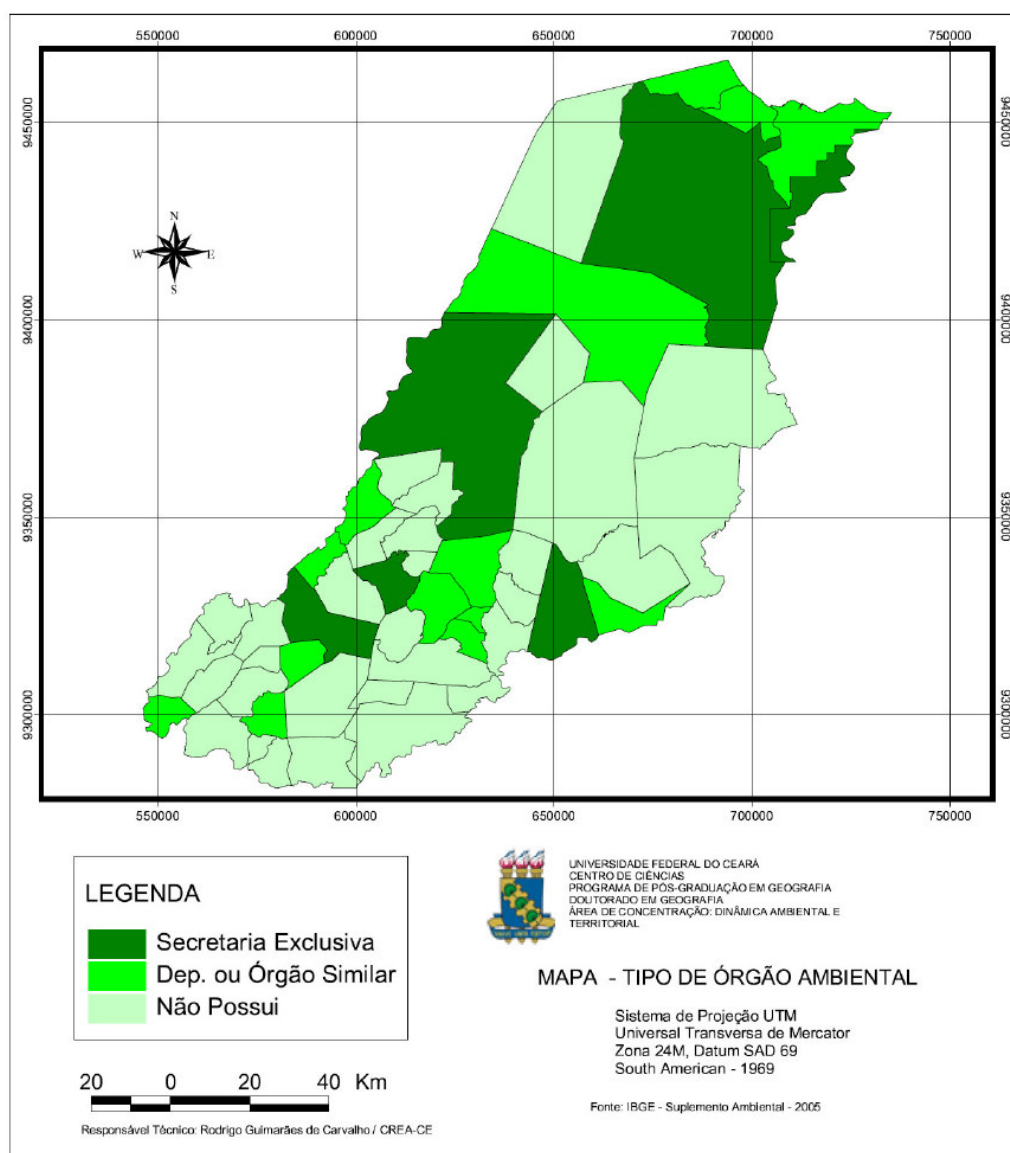 550000 600000 650000 700000 750000
9450000 9450000
N
W E
S
9400000 9400000
9350000 9350000
9300000 9300000
550000 600000 650000 700000 750000
LEGENDA
Secretaria Exclusiva
Dep. ou Órgão Similar
Não Possui
20 0 20 40 Km
Responsável Técnico: Rodrigo Guimarães de Carvalho / CREA-CE
UNIVERSIDADE FEDERAL DO CEARÁ
CENTRO DE CIÊNCIAS
PROGRAMA DE PÓS-GRADUAÇÃO EM GEOGRAFIA
DOUTORADO EM GEOGRAFIA
ÁREA DE CONCENTRAÇÃO: DINÂMICA AMBIENTAL E
TERRITORIAL
MAPA - TIPO DE ÓRGÃO AMBIENTAL
Sistema de Projeção UTM
Universal Transversa de Mercator
Zona 24M, Datum SAD 69
South American - 1969
Fonte: IBGE - Suplemento Ambiental - 2005